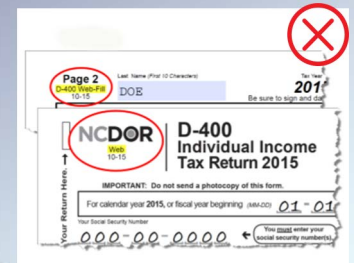 Page 2
D-400 Web-Fill
10-15
Last Name (First 10 Characters)
DOE
Tax Year
201
Be sure to sign and da
NCDOR
Web
10-15
D-400
Individual Income
Tax Return 2015
IMPORTANT: Do not send a photocopy of this form.
For calendar year 2015, or fiscal year beginning (MM-DD) 01 - 01
Your Social Security Number
000-00-0000
You must enter your
social security number(s)
Your Return Here.